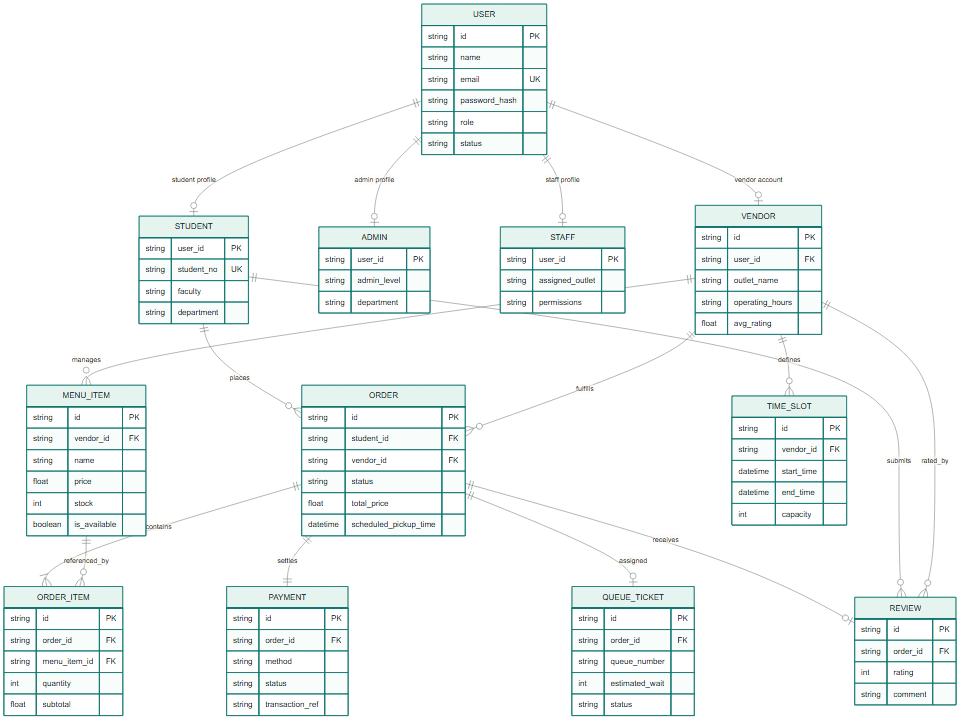 USER
string id PK
string name
string email UK
string password_hash
string role
string status
student profile
admin profile
staff profile
vendor account
STUDENT
string user_id PK
string student_no UK
string faculty
string department
ADMIN
string user_id PK
string admin_level
string department
STAFF
string user_id PK
string assigned_outlet
string permissions
VENDOR
string id PK
string user_id FK
string outlet_name
string operating_hours
float avg_rating
manages
places
fulfills
defines
MENU_ITEM
string id PK
string vendor_id FK
string name
float price
int stock
boolean is_available
ORDER
string id PK
string student_id FK
string vendor_id FK
string status
float total_price
datetime scheduled_pickup_time
TIME_SLOT
string id PK
string vendor_id FK
datetime start_time
datetime end_time
int capacity
submits
rated_by
contains
referenced_by
settles
assigned
receives
ORDER_ITEM
string id PK
string order_id FK
string menu_item_id FK
int quantity
float subtotal
PAYMENT
string id PK
string order_id FK
string method
string status
string transaction_ref
QUEUE_TICKET
string id PK
string order_id FK
string queue_number
int estimated_wait
string status
REVIEW
string id PK
string order_id FK
int rating
string comment